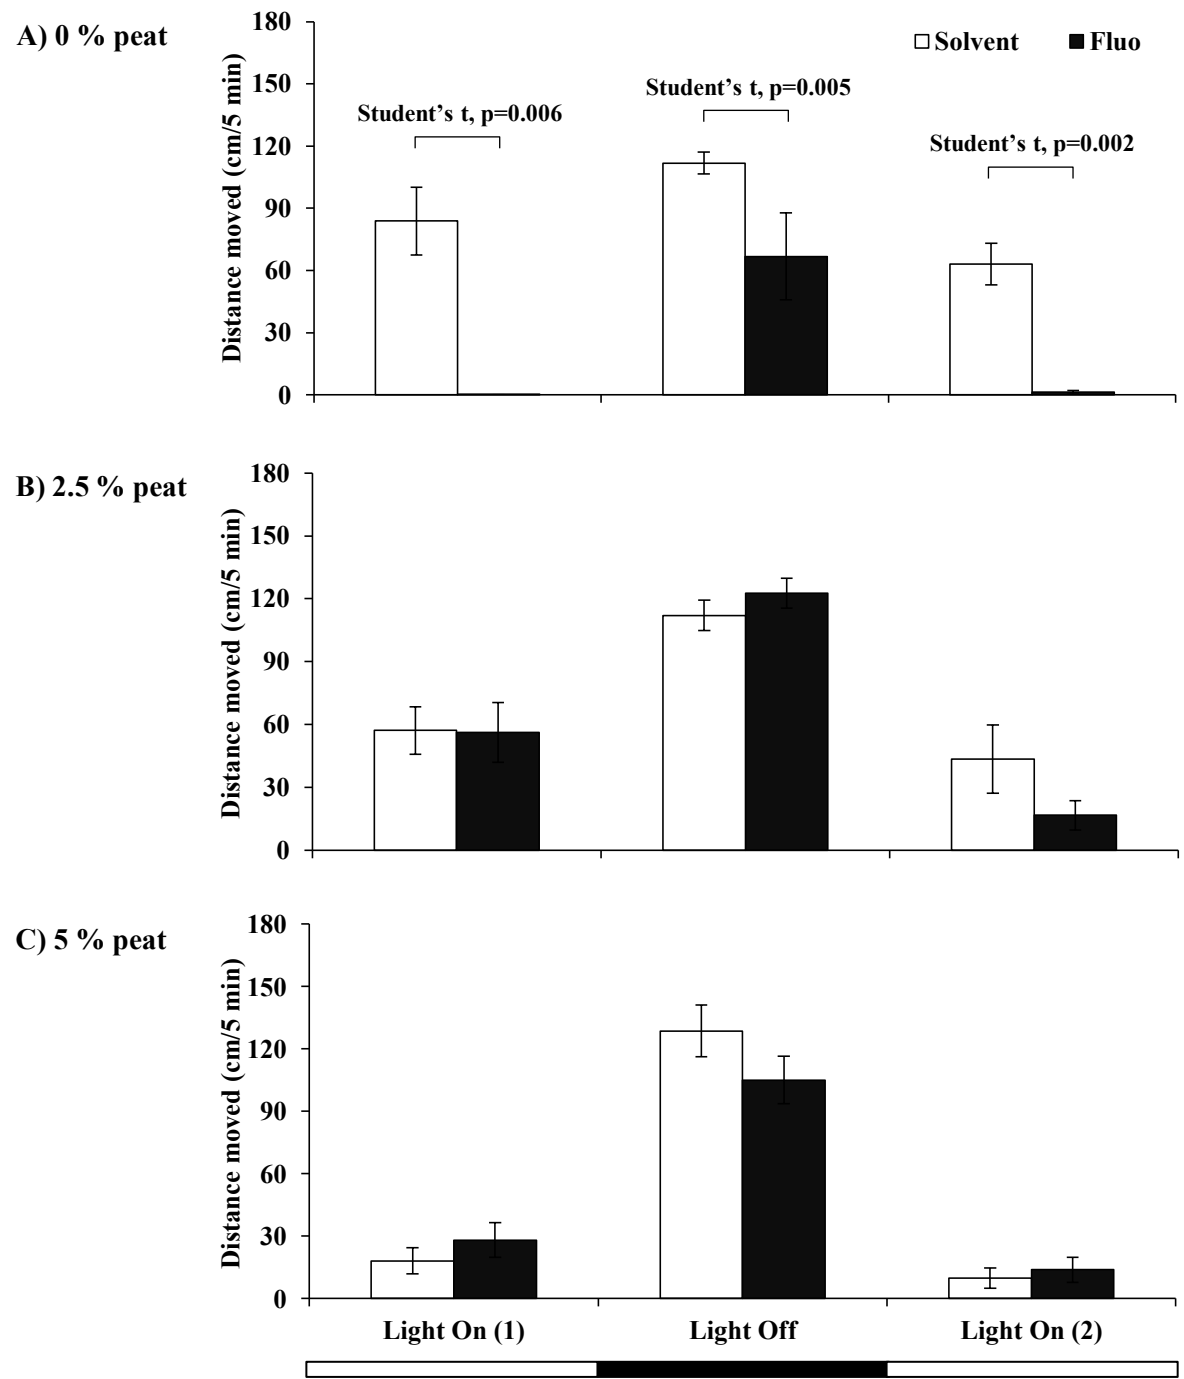 A) 0 % peat
Distance moved (cm/5 min)
180
150
120
90
60
30
0
Solvent
Fluo
Student's t, p=0.006
Student's t, p=0.005
Student's t, p=0.002
B) 2.5 % peat
Distance moved (cm/5 min)
180
150
120
90
60
30
0
C) 5 % peat
Distance moved (cm/5 min)
180
150
120
90
60
30
0
Light On (1)
Light Off
Light On (2)